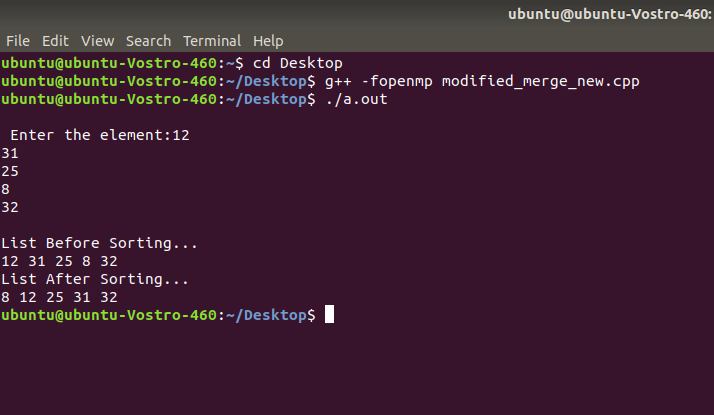 ubuntu@ubuntu-Vostro-460:
File Edit View Search Terminal Help
ubuntu@ubuntu-Vostro-460:~$ cd Desktop
ubuntu@ubuntu-Vostro-460:~/Desktop$ g++ -fopenmp modified_merge_new.cpp
ubuntu@ubuntu-Vostro-460:~/Desktop$ ./a.out
Enter the element:12
31
25
8
32
List Before Sorting...
12 31 25 8 32
List After Sorting...
8 12 25 31 32
ubuntu@ubuntu-Vostro-460:~/Desktop$